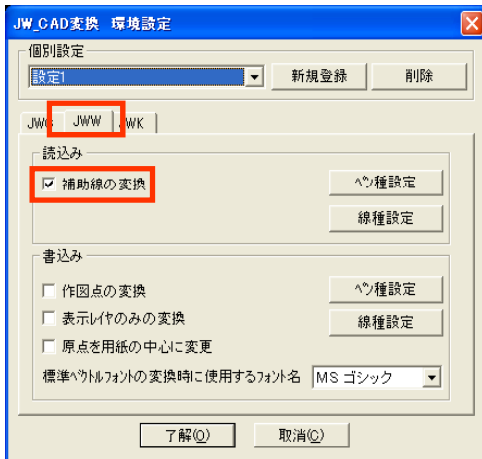 JW_CAD変換 環境設定
個別設定
設定1
新規登録
削除
JWC
JWW
JWK
読込み
補助線の変換
ペン種設定
線種設定
書込み
作図点の変換
ペン種設定
表示レイヤのみの変換
線種設定
原点を用紙の中心に変更
標準ベクトルフォントの変換時に使用するフォント名
MS ゴシック
了解(O)
取消(C)